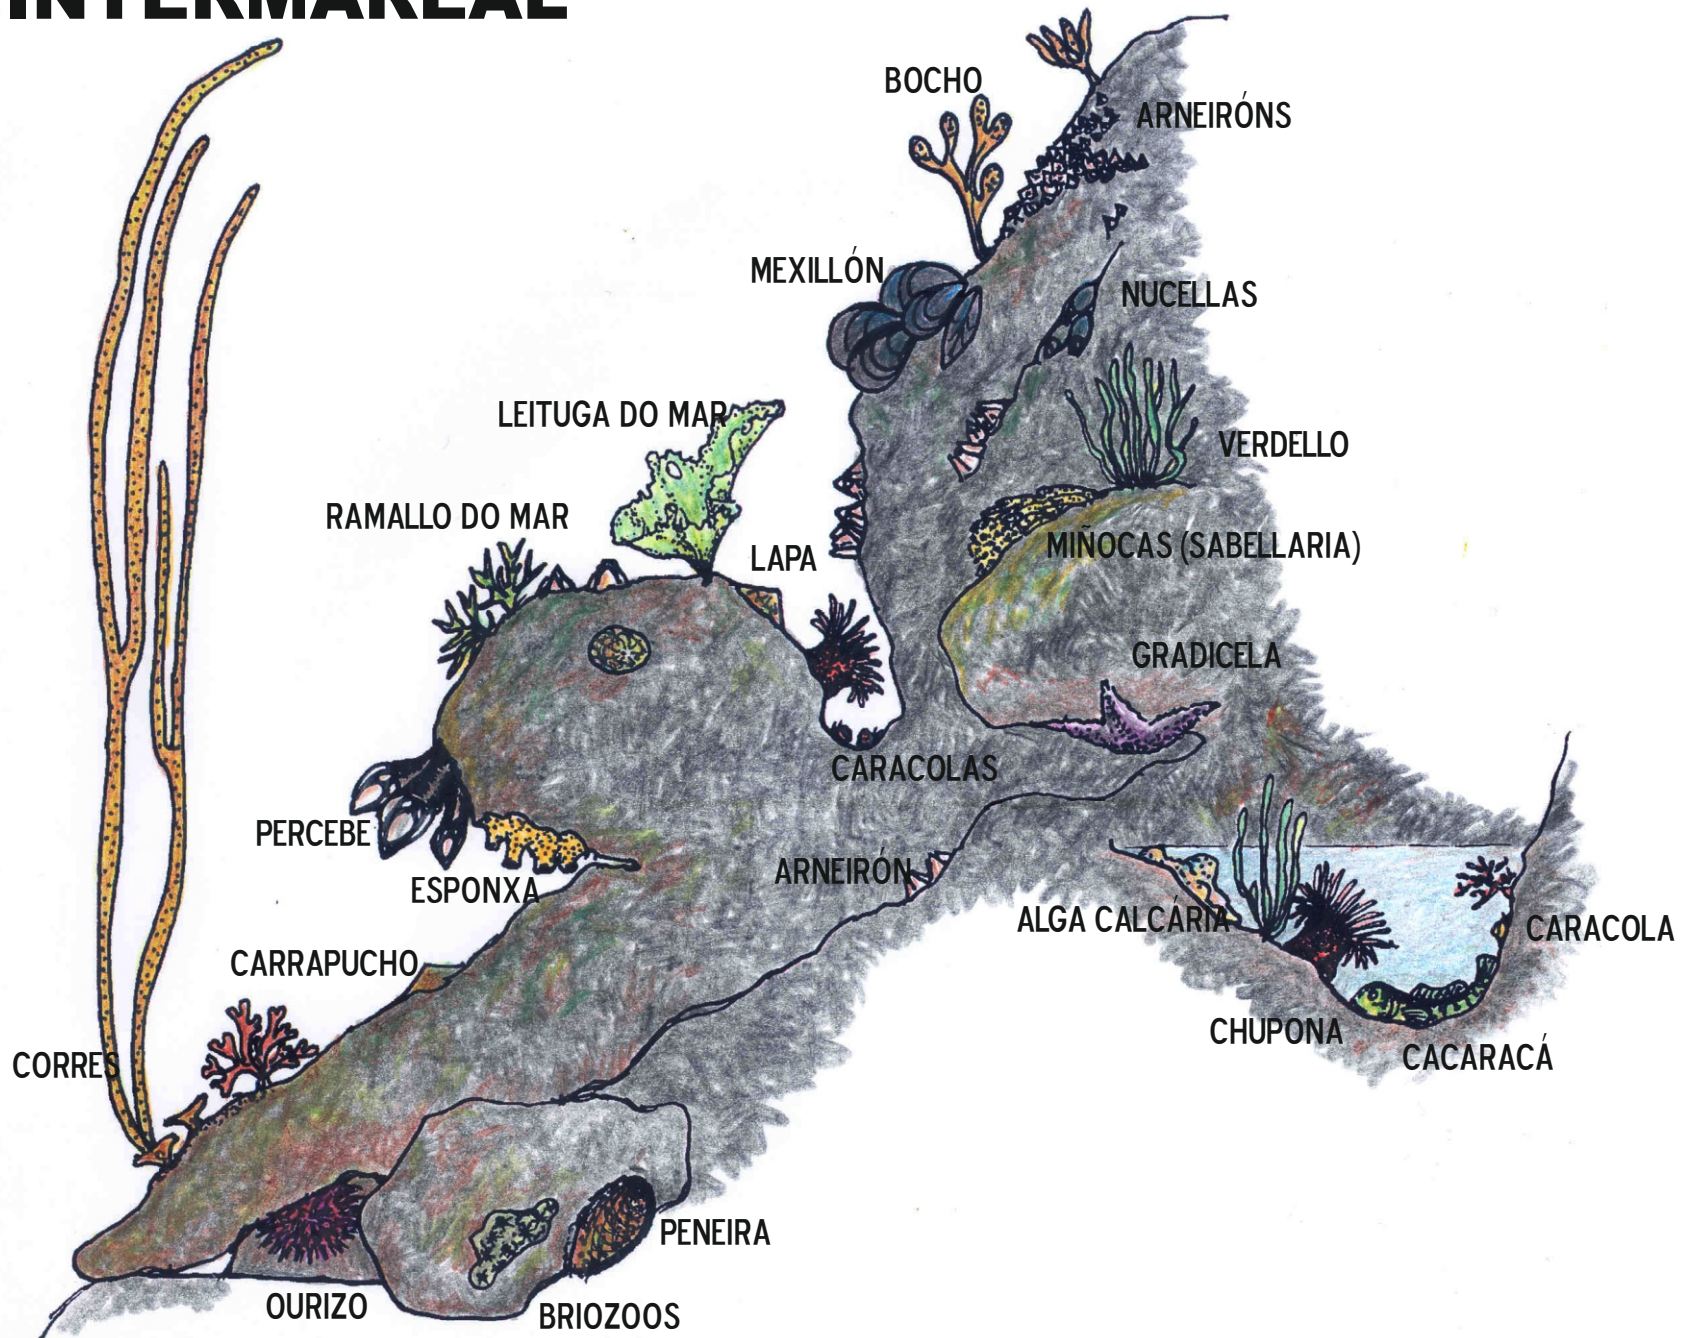 INTERMAREAL
BOCHO
ARNEIRÓNS
MEXILLÓN
NUCELLAS
LEITUGA DO MAR
VERDELLO
RAMALLO DO MAR
LAPA
MIÑOCAS (SABELLARIA)
GRADICELA
CARACOLAS
PERCEBE
ESPONXA
ARNEIRÓN
ALGA CALCÁRIA
CARACOLA
CARRAPUCHO
CHUPONA
CACARACÁ
CORRES
PENEIRA
OURIZO
BRIOZOOS